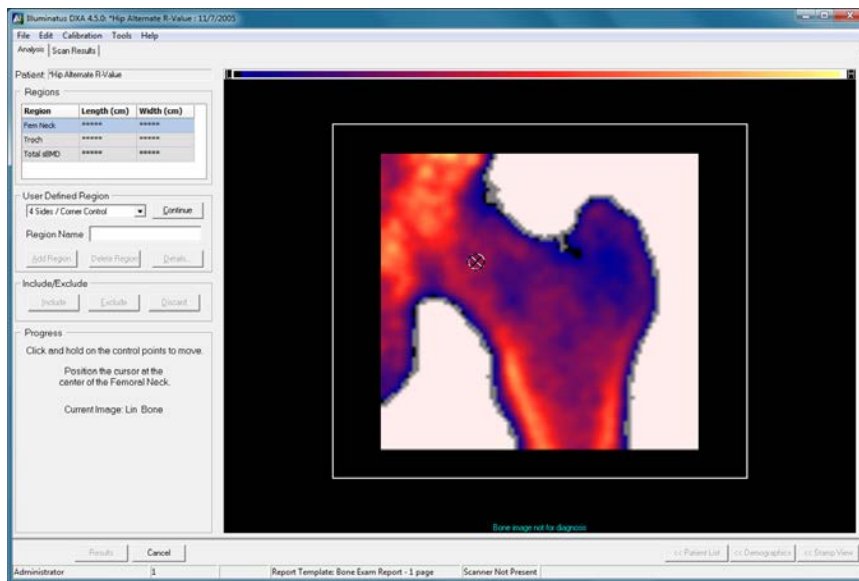 Illuminatus DXA 4.5.0: *Hip Alternate R-Value : 11/7/2005
File Edit Calibration Tools Help
Analysis Scan Results
Patient *Hip Alternate R-Value
Regions
Region Length (cm) Width (cm)
Fem Neck ***** *****
Troch ***** *****
Total sBMD ***** *****
User Defined Region
4 Sides / Corner Control Continue
Region Name
Add Region Delete Region Details...
Include/Exclude
Include Exclude Discard
Progress
Click and hold on the control points to move.
Position the cursor at the
center of the Femoral Neck.
Current Image: Lin Bone
Bone image not for diagnosis
Results Cancel << Patient List << Demographics << Stamp View
Administrator 1 Report Template: Bone Exam Report - 1 page Scanner Not Present